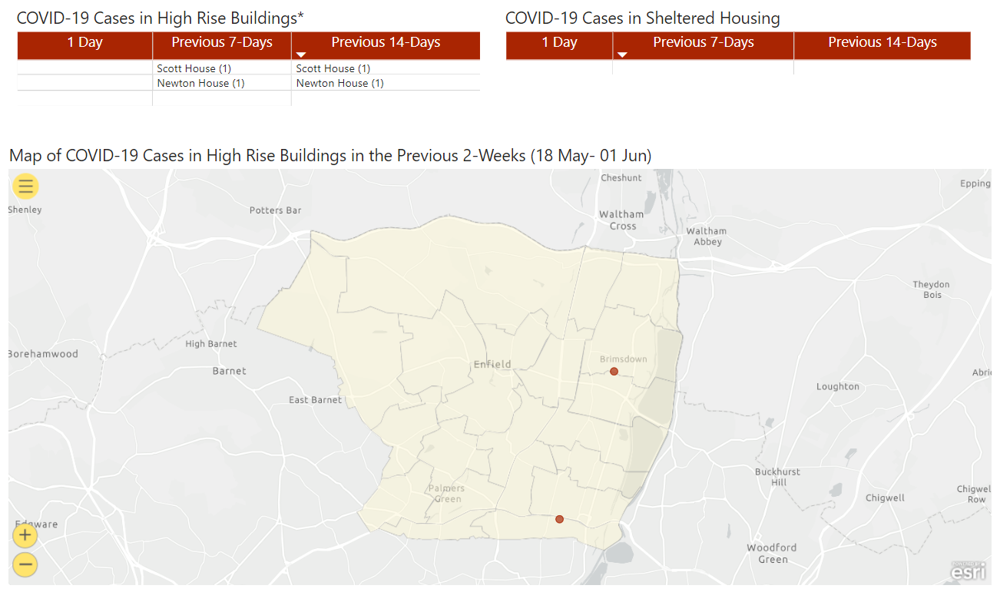 COVID-19 Cases in High Rise Buildings*
COVID-19 Cases in Sheltered Housing
1 Day Previous 7-Days Previous 14-Days
1 Day Previous 7-Days Previous 14-Days
Scott House (1) Scott House (1)
Newton House (1) Newton House (1)
Map of COVID-19 Cases in High Rise Buildings in the Previous 2-Weeks (18 May- 01 Jun)
Cheshunt
Epping
Shenley
Potters Bar
Waltham
Cross
Waltham
Abbey
Theydon
Bois
High Barnet
Borehamwood
Enfield
Brimsdown
Barnet
Abri
Loughton
East Barnet
Buckhurst
Hill
Palmers
Green
Chigwell
Chigwel
Row
Edgware
Woodford
Green
POWERED BY
esri